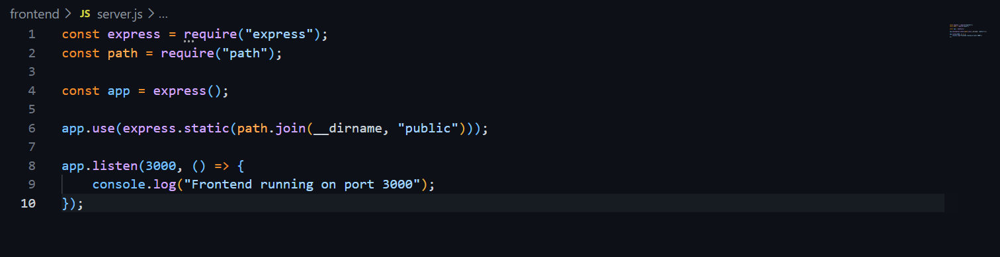 frontend > JS server.js > ...
1 const express = require("express");
2 const path = require("path");
3
4 const app = express();
5
6 app.use(express.static(path.join(__dirname, "public")));
7
8 app.listen(3000, () => {
9     console.log("Frontend running on port 3000");
10 });